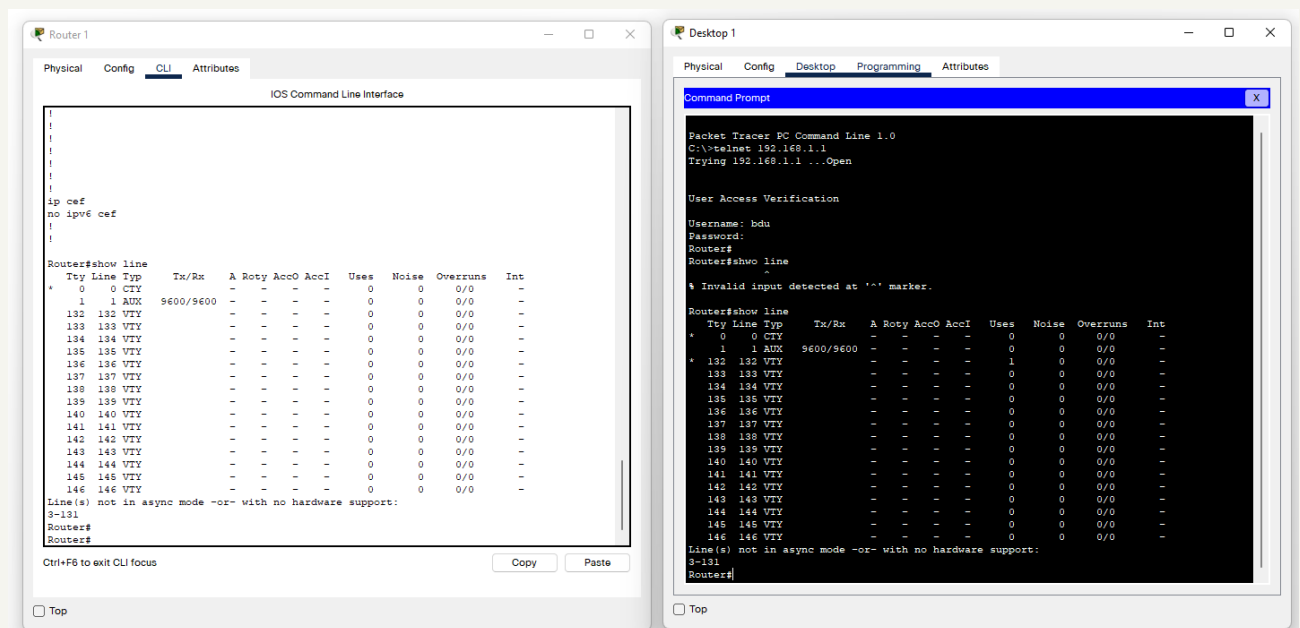 Router 1
Physical Config CLI Attributes
IOS Command Line Interface
!
!
!
!
!
!
!
ip cef
no ipv6 cef
!
!
Router#show line
Tty Line Typ Tx/Rx A Roty AccO AccI Uses Noise Overruns Int
* 0 0 CTY - - - - 0 0 0/0 -
1 1 AUX 9600/9600 - - - - 0 0 0/0 -
132 132 VTY - - - - 0 0 0/0 -
133 133 VTY - - - - 0 0 0/0 -
134 134 VTY - - - - 0 0 0/0 -
135 135 VTY - - - - 0 0 0/0 -
136 136 VTY - - - - 0 0 0/0 -
137 137 VTY - - - - 0 0 0/0 -
138 138 VTY - - - - 0 0 0/0 -
139 139 VTY - - - - 0 0 0/0 -
140 140 VTY - - - - 0 0 0/0 -
141 141 VTY - - - - 0 0 0/0 -
142 142 VTY - - - - 0 0 0/0 -
143 143 VTY - - - - 0 0 0/0 -
144 144 VTY - - - - 0 0 0/0 -
145 145 VTY - - - - 0 0 0/0 -
146 146 VTY - - - - 0 0 0/0 -
Line(s) not in async mode -or- with no hardware support:
3-131
Router#
Router#
Ctrl+F6 to exit CLI focus
Copy Paste
Top
Desktop 1
Physical Config Desktop Programming Attributes
Command Prompt X
Packet Tracer PC Command Line 1.0
C:\>telnet 192.168.1.1
Trying 192.168.1.1 ...Open
User Access Verification
Username: bdu
Password:
Router#
Router#shwo line
^
% Invalid input detected at '^' marker.
Router#show line
Tty Line Typ Tx/Rx A Roty AccO AccI Uses Noise Overruns Int
* 0 0 CTY - - - - 0 0 0/0 -
1 1 AUX 9600/9600 - - - - 0 0 0/0 -
* 132 132 VTY - - - - 1 0 0/0 -
133 133 VTY - - - - 0 0 0/0 -
134 134 VTY - - - - 0 0 0/0 -
135 135 VTY - - - - 0 0 0/0 -
136 136 VTY - - - - 0 0 0/0 -
137 137 VTY - - - - 0 0 0/0 -
138 138 VTY - - - - 0 0 0/0 -
139 139 VTY - - - - 0 0 0/0 -
140 140 VTY - - - - 0 0 0/0 -
141 141 VTY - - - - 0 0 0/0 -
142 142 VTY - - - - 0 0 0/0 -
143 143 VTY - - - - 0 0 0/0 -
144 144 VTY - - - - 0 0 0/0 -
145 145 VTY - - - - 0 0 0/0 -
146 146 VTY - - - - 0 0 0/0 -
Line(s) not in async mode -or- with no hardware support:
3-131
Router#
Top